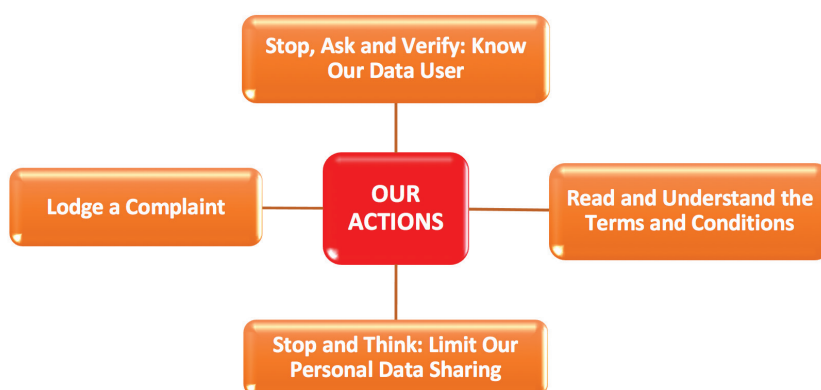 Stop, Ask and Verify: Know
Our Data User
Lodge a Complaint
OUR
ACTIONS
Read and Understand the
Terms and Conditions
Stop and Think: Limit Our
Personal Data Sharing